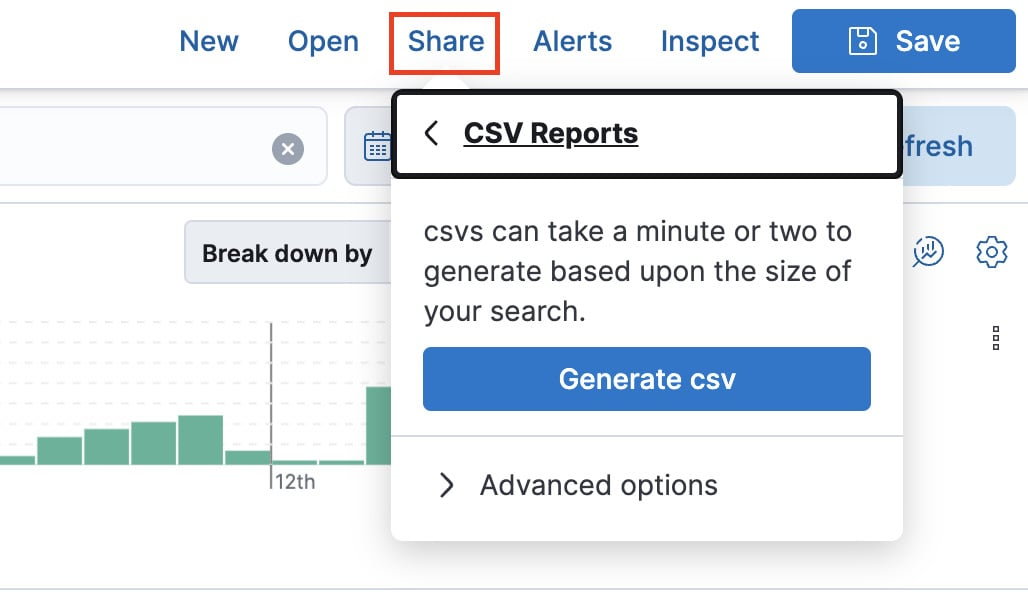 New Open Share Alerts Inspect Save
CSV Reports
fresh
Break down by
csvs can take a minute or two to
generate based upon the size of
your search.
Generate csv
12th
Advanced options